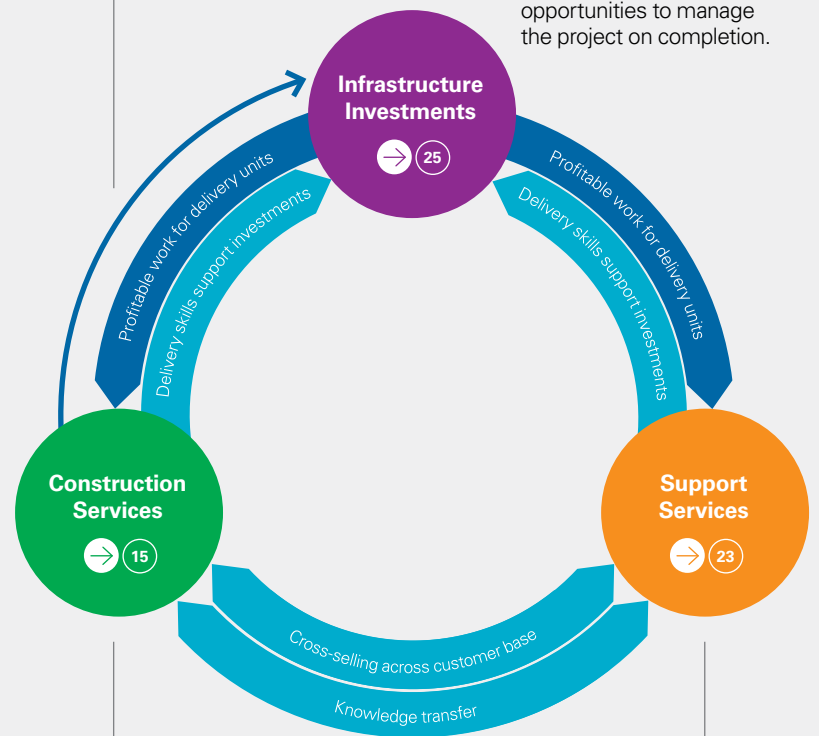 opportunities to manage
the project on completion.
Infrastructure
Investments
25
Profitable work for delivery units
Delivery skills support investments
Profitable work for delivery units
Delivery skills support investments
Construction
Services
15
Support
Services
23
Cross-selling across customer base
Knowledge transfer